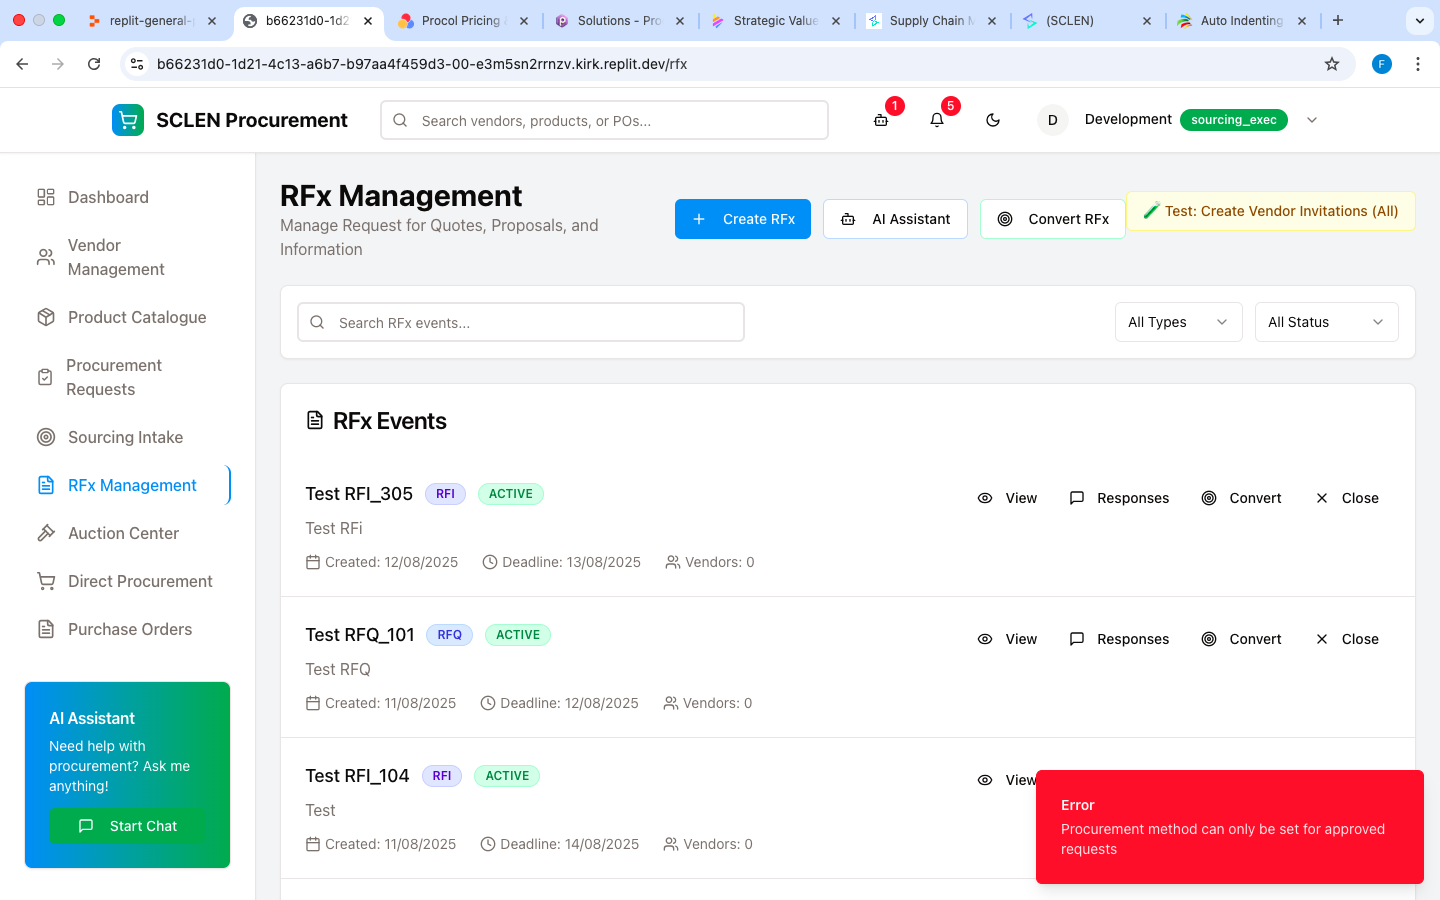 replit-general-
b66231d0-1d2
Procol Pricing
Solutions - Pro
Strategic Value
Supply Chain M
(SCLEN)
Auto Indenting
b66231d0-1d21-4c13-a6b7-b97aa4f459d3-00-e3m5sn2rrnzv.kirk.replit.dev/rfx
F
SCLEN Procurement
Search vendors, products, or POs...
1
5
D
Development
sourcing_exec
Dashboard
Vendor
Management
Product Catalogue
Procurement
Requests
Sourcing Intake
RFx Management
Auction Center
Direct Procurement
Purchase Orders
AI Assistant
Need help with
procurement? Ask me
anything!
Start Chat
RFx Management
Manage Request for Quotes, Proposals, and
Information
Create RFx
AI Assistant
Convert RFx
Test: Create Vendor Invitations (All)
Search RFx events...
All Types
All Status
RFx Events
Test RFI_305 RFI ACTIVE
View Responses Convert Close
Test RFi
Created: 12/08/2025 Deadline: 13/08/2025 Vendors: 0
Test RFQ_101 RFQ ACTIVE
View Responses Convert Close
Test RFQ
Created: 11/08/2025 Deadline: 12/08/2025 Vendors: 0
Test RFI_104 RFI ACTIVE
View
Test
Created: 11/08/2025 Deadline: 14/08/2025 Vendors: 0
Error
Procurement method can only be set for approved
requests